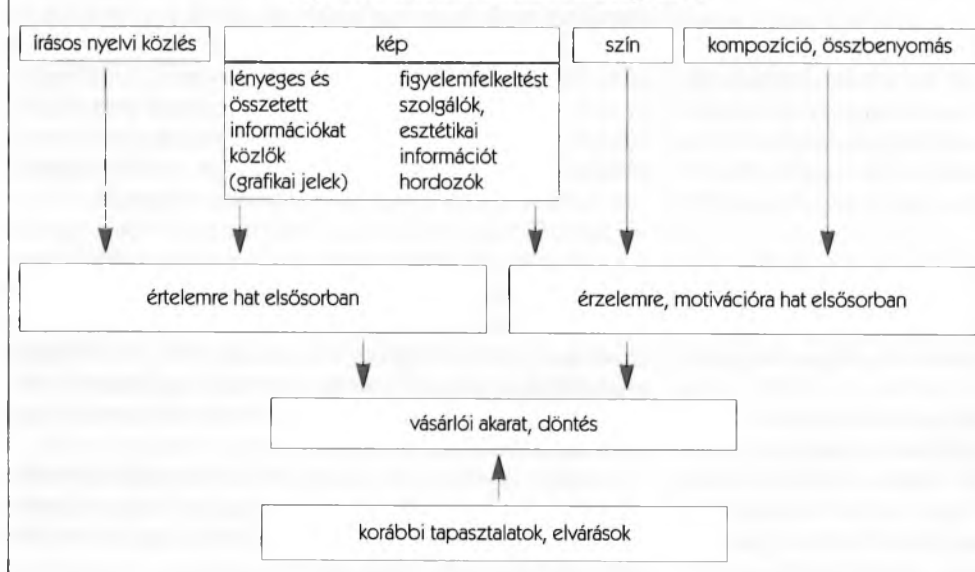 írásos nyelvi közlés
kép
szín
kompozíció, összbenyomás
lényeges és
összetett
információkat
közlők
(grafikai jelek)
figyelemfelkeltést
szolgálók,
esztétikai
információt
hordozók
értelemre hat elsősorban
érzelemre, motivációra hat elsősorban
vásárlói akarat, döntés
korábbi tapasztalatok, elvárások